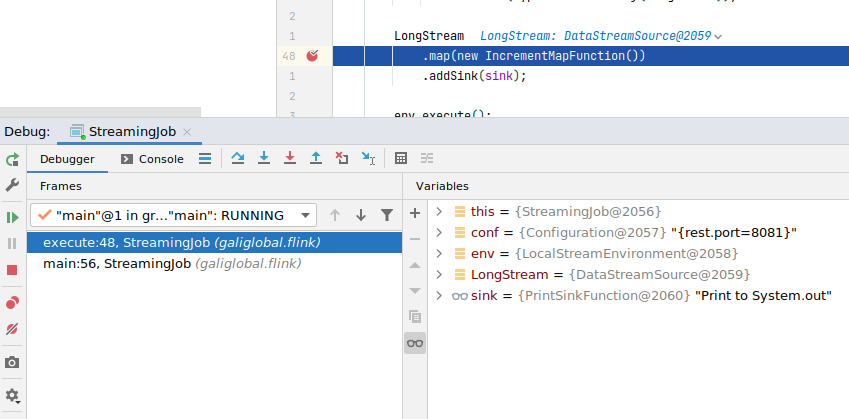 2
1 LongStream LongStream: DataStreamSource@2059
48 .map(new IncrementMapFunction())
1 .addSink(sink);
2
3 env.execute();
Debug: StreamingJob
Debugger Console
Frames Variables
"main"@1 in gr..."main": RUNNING
this = {StreamingJob@2056}
execute:48, StreamingJob (galiglobal.flink)
conf = {Configuration@2057} "{rest.port=8081}"
main:56, StreamingJob (galiglobal.flink)
env = {LocalStreamEnvironment@2058}
LongStream = {DataStreamSource@2059}
sink = {PrintSinkFunction@2060} "Print to System.out"